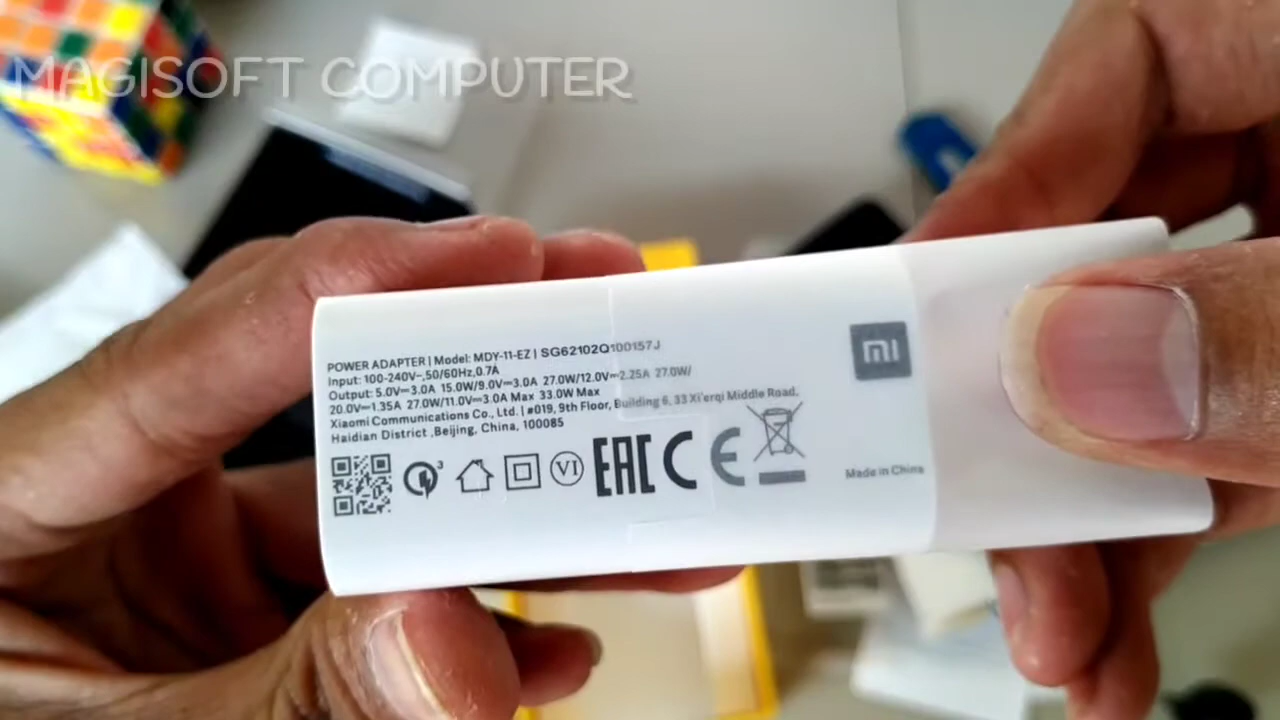 MAGISOFT COMPUTER
POWER ADAPTER | Model: MDY-11-EZ | SG62102Q100157J
Input: 100-240V~,50/60Hz,0.7A
Output: 5.0V⎓3.0A 15.0W/9.0V⎓3.0A 27.0W/12.0V⎓2.25A 27.0W/
20.0V⎓1.35A 27.0W/11.0V⎓3.0A Max 33.0W Max
Xiaomi Communications Co., Ltd. | #019, 9th Floor, Building 6, 33 Xi'erqi Middle Road,
Haidian District ,Beijing, China, 100085
mi
3 VI EAC CE
Made in China